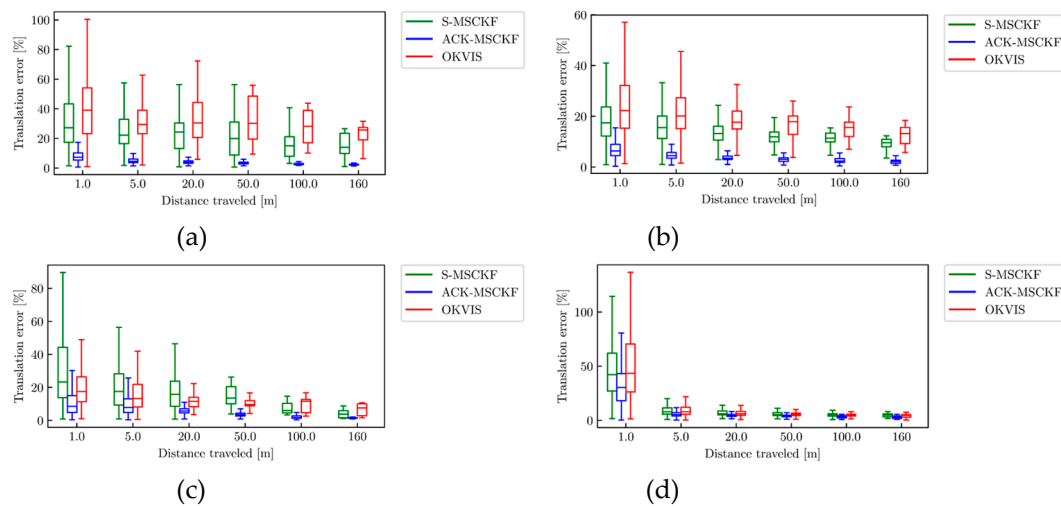 100
80
60
40
20
0
Translation error [%]
1.0 5.0 20.0 50.0 100.0 160
Distance traveled [m]
S-MSCKF
ACK-MSCKF
OKVIS
(a)
60
40
20
0
Translation error [%]
1.0 5.0 20.0 50.0 100.0 160
Distance traveled [m]
S-MSCKF
ACK-MSCKF
OKVIS
(b)
80
60
40
20
0
Translation error [%]
1.0 5.0 20.0 50.0 100.0 160
Distance traveled [m]
S-MSCKF
ACK-MSCKF
OKVIS
(c)
100
50
0
Translation error [%]
1.0 5.0 20.0 50.0 100.0 160
Distance traveled [m]
S-MSCKF
ACK-MSCKF
OKVIS
(d)